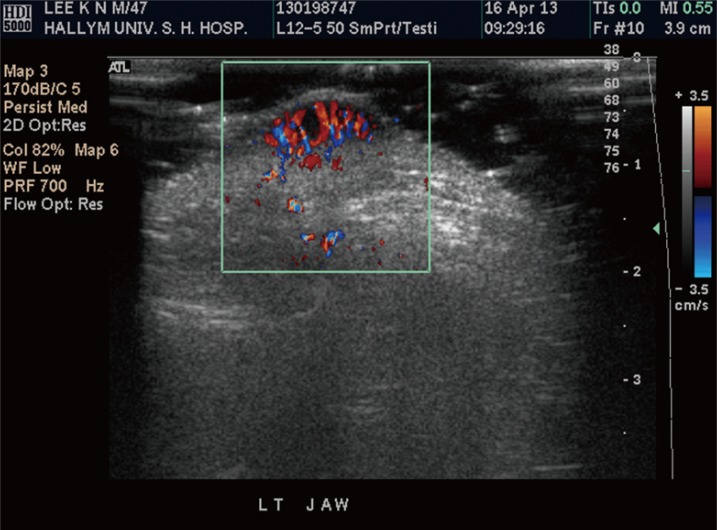 HDI 5000
LEE K N M/47
HALLYM UNIV. S. H. HOSP.
130198747
L12-5 50 SmPrt/Testi
16 Apr 13
09:29:16
TIs 0.0 MI 0.55
Fr #10 3.9 cm
ATL
Map 3
170dB/C 5
Persist Med
2D Opt:Res
Col 82% Map 6
WF Low
PRF 700 Hz
Flow Opt: Res
38
49
60
68
73
74
75
76
0
1
2
3
+ 3.5
- 3.5
cm/s
LT JAW